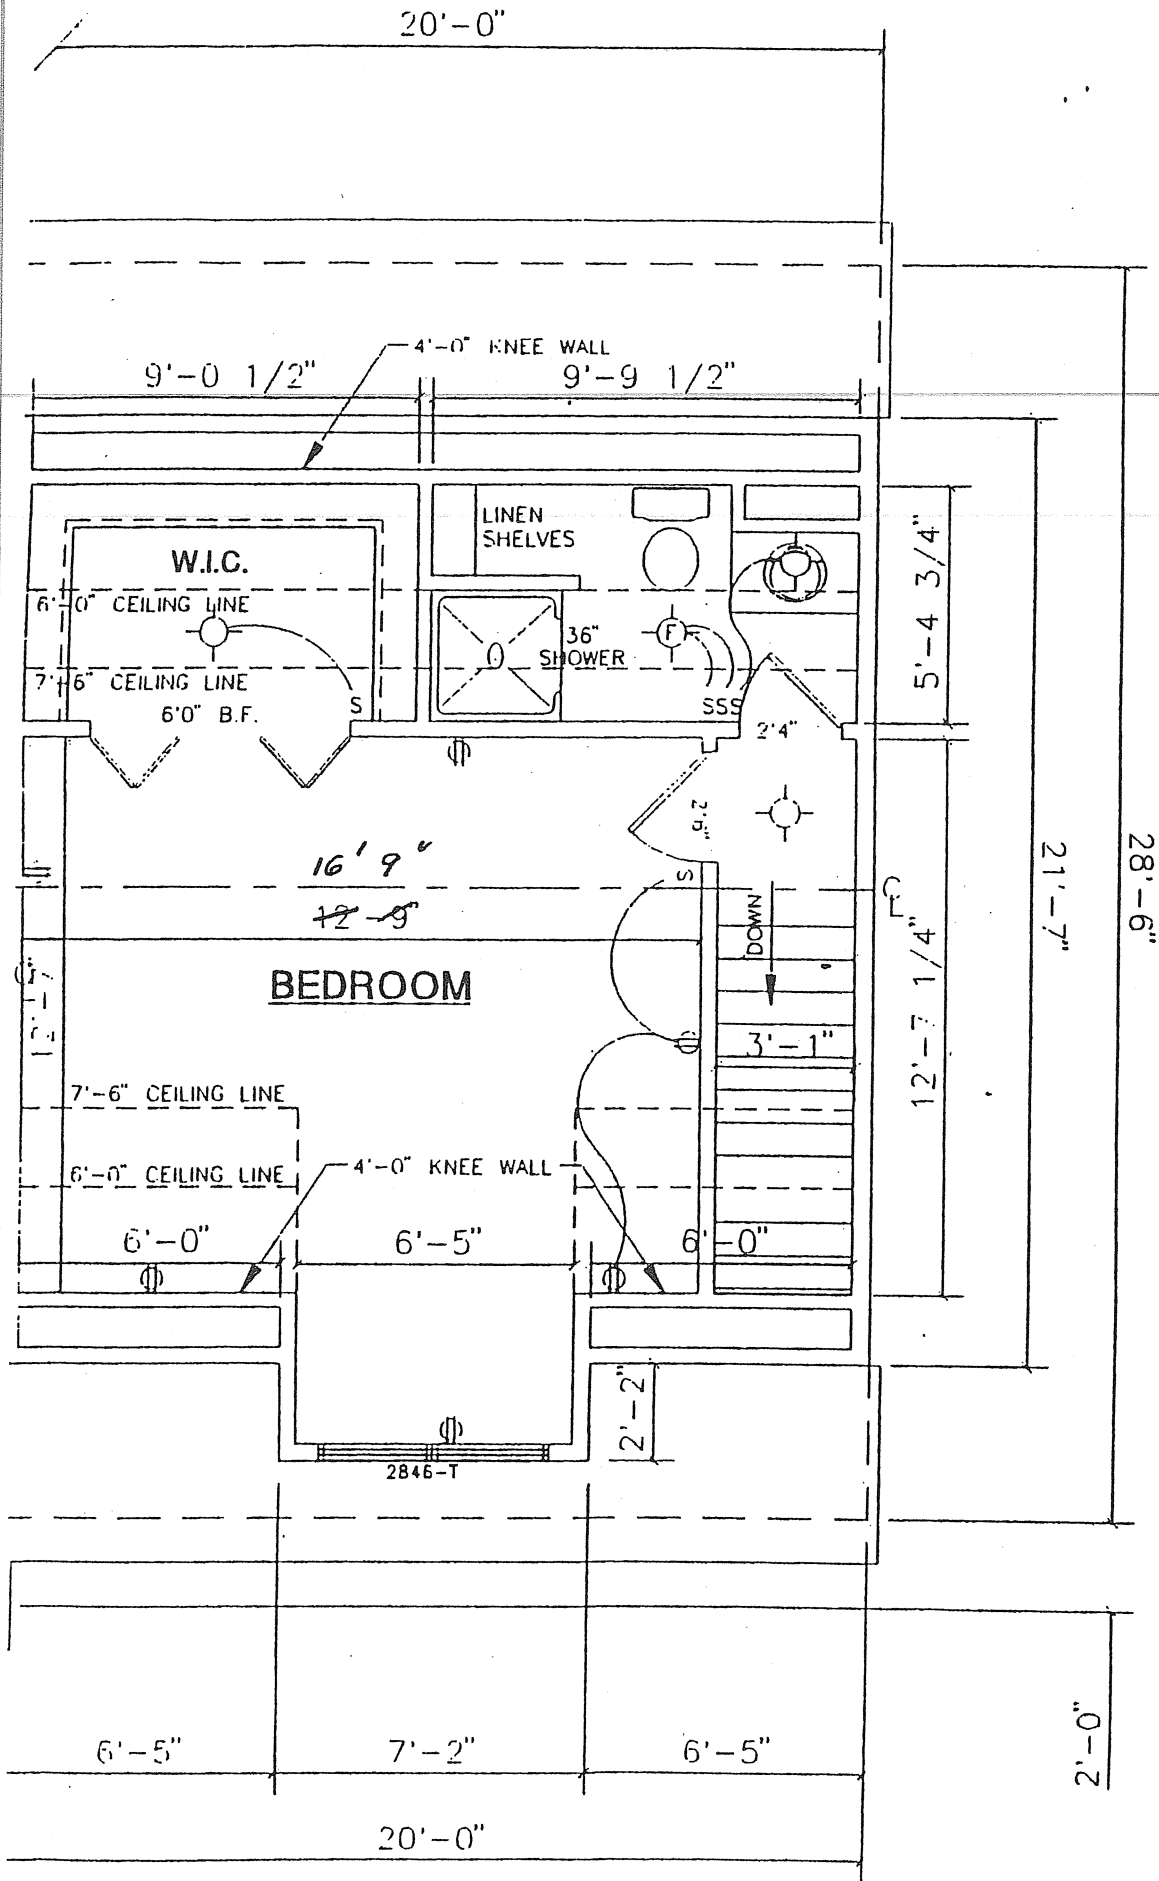 20'-0"
4'-0" KNEE WALL
9'-0 1/2"
9'-9 1/2"
LINEN
SHELVES
W.I.C.
6'-0" CEILING LINE
36"
SHOWER
F
7'-6" CEILING LINE
S
SSS
6'0" B.F.
2'4"
5'-4 3/4"
16' 9"
12'-9"
S
DOWN
BEDROOM
3'-1"
12'-7 1/4"
21'-7"
28'-6"
7'-6" CEILING LINE
6'-0" CEILING LINE
4'-0" KNEE WALL
6'-0"
6'-5"
6'-0"
2'-2"
2846-T
6'-5"
7'-2"
6'-5"
2'-0"
20'-0"